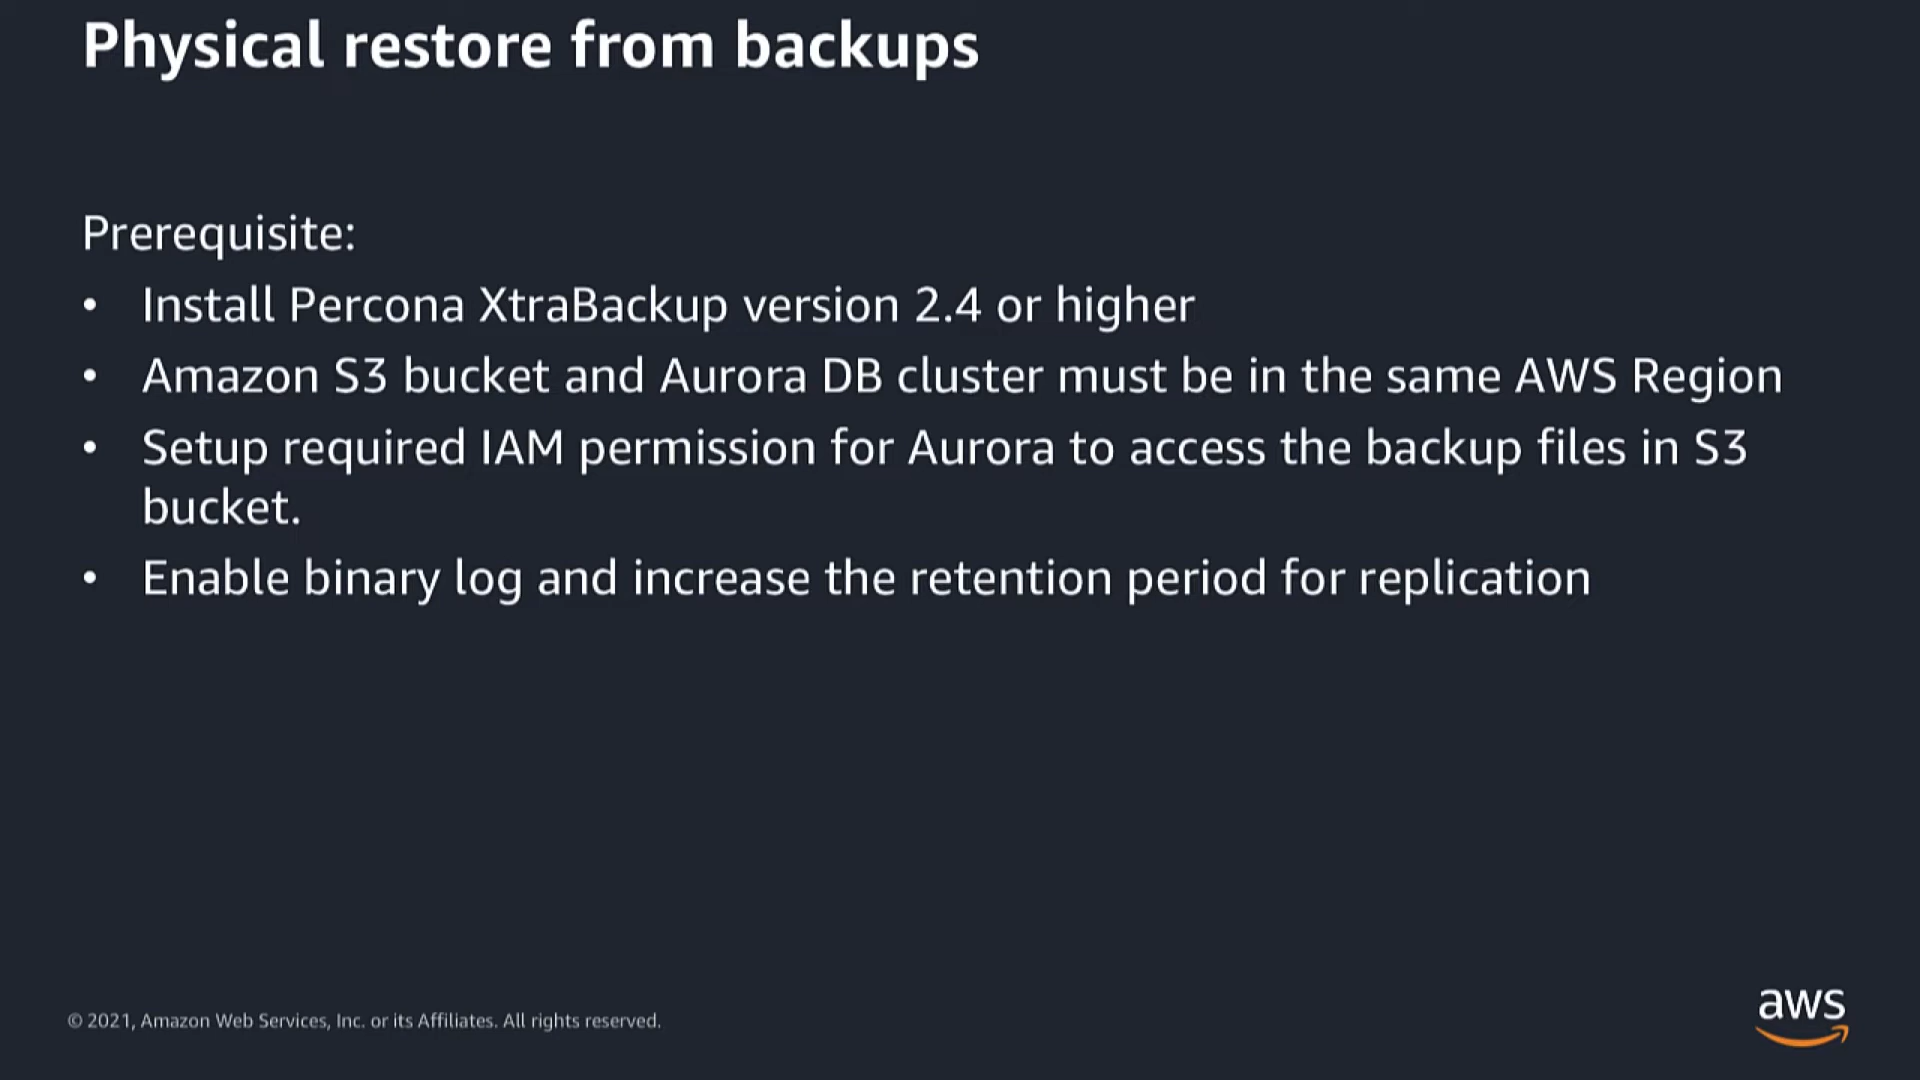 Physical restore from backups
Prerequisite:
• Install Percona XtraBackup version 2.4 or higher
• Amazon S3 bucket and Aurora DB cluster must be in the same AWS Region
• Setup required IAM permission for Aurora to access the backup files in S3
bucket.
• Enable binary log and increase the retention period for replication
© 2021, Amazon Web Services, Inc. or its Affiliates. All rights reserved.
aws